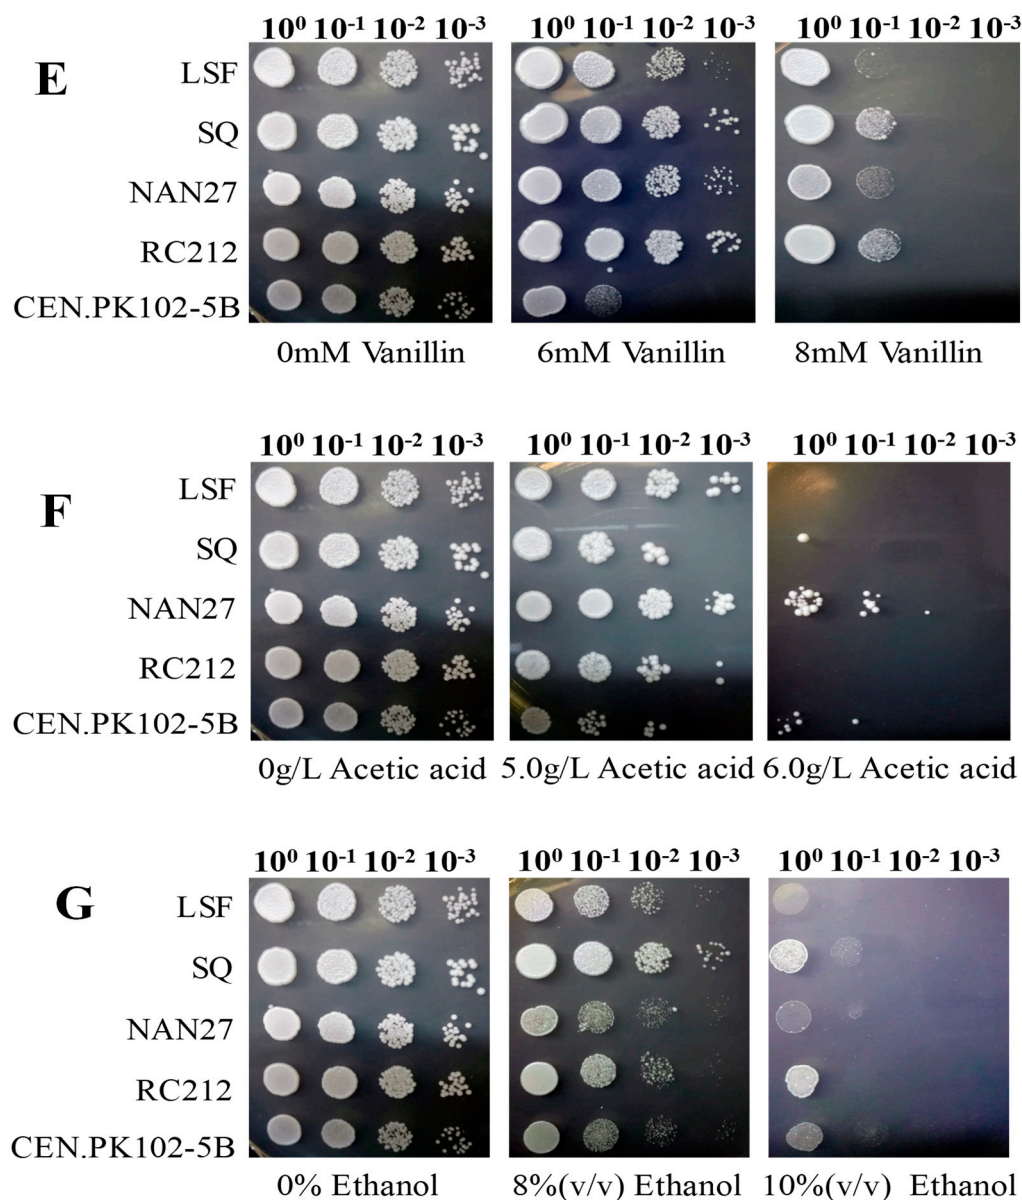 10⁰ 10⁻¹ 10⁻² 10⁻³ 10⁰ 10⁻¹ 10⁻² 10⁻³ 10⁰ 10⁻¹ 10⁻² 10⁻³
E
LSF
SQ
NAN27
RC212
CEN.PK102-5B
0mM Vanillin 6mM Vanillin 8mM Vanillin
10⁰ 10⁻¹ 10⁻² 10⁻³ 10⁰ 10⁻¹ 10⁻² 10⁻³ 10⁰ 10⁻¹ 10⁻² 10⁻³
F
LSF
SQ
NAN27
RC212
CEN.PK102-5B
0g/L Acetic acid 5.0g/L Acetic acid 6.0g/L Acetic acid
10⁰ 10⁻¹ 10⁻² 10⁻³ 10⁰ 10⁻¹ 10⁻² 10⁻³ 10⁰ 10⁻¹ 10⁻² 10⁻³
G
LSF
SQ
NAN27
RC212
CEN.PK102-5B
0% Ethanol 8%(v/v) Ethanol 10%(v/v) Ethanol